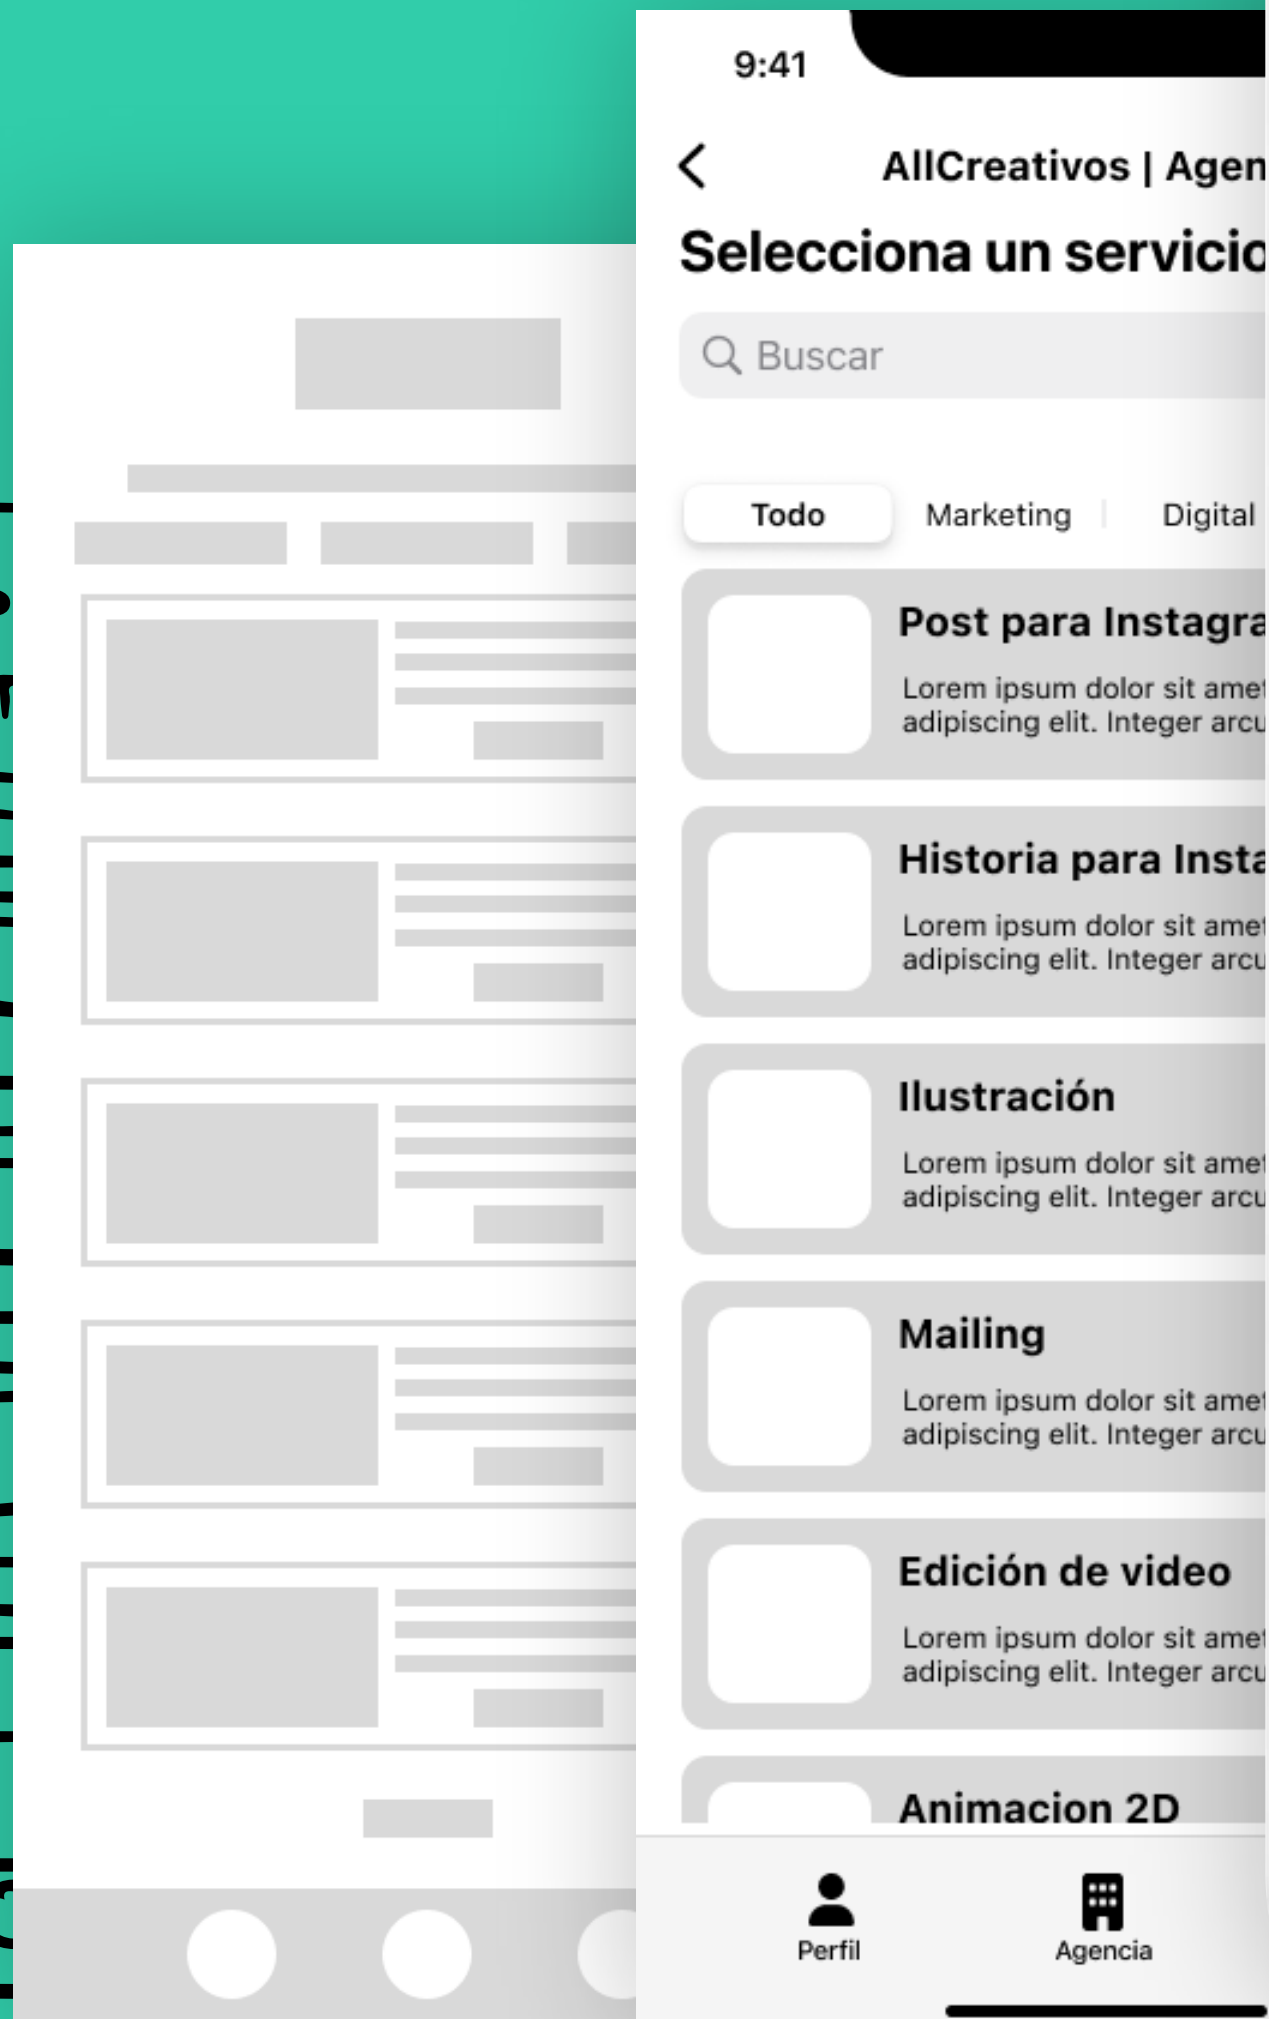 9:41
AllCreativos | Agen
Selecciona un servicio
Buscar
Todo Marketing Digital
Post para Instagra
Lorem ipsum dolor sit amet
adipiscing elit. Integer arcu
Historia para Insta
Lorem ipsum dolor sit amet
adipiscing elit. Integer arcu
Ilustración
Lorem ipsum dolor sit amet
adipiscing elit. Integer arcu
Mailing
Lorem ipsum dolor sit amet
adipiscing elit. Integer arcu
Edición de video
Lorem ipsum dolor sit amet
adipiscing elit. Integer arcu
Animacion 2D
Perfil Agencia